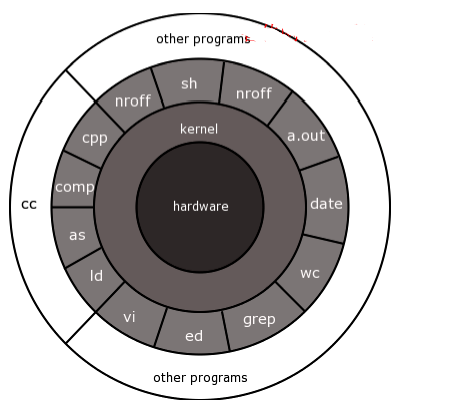 other programs
sh
nroff
nroff
kernel
a.out
cpp
comp
cc
hardware
date
as
ld
wc
vi
ed
grep
other programs